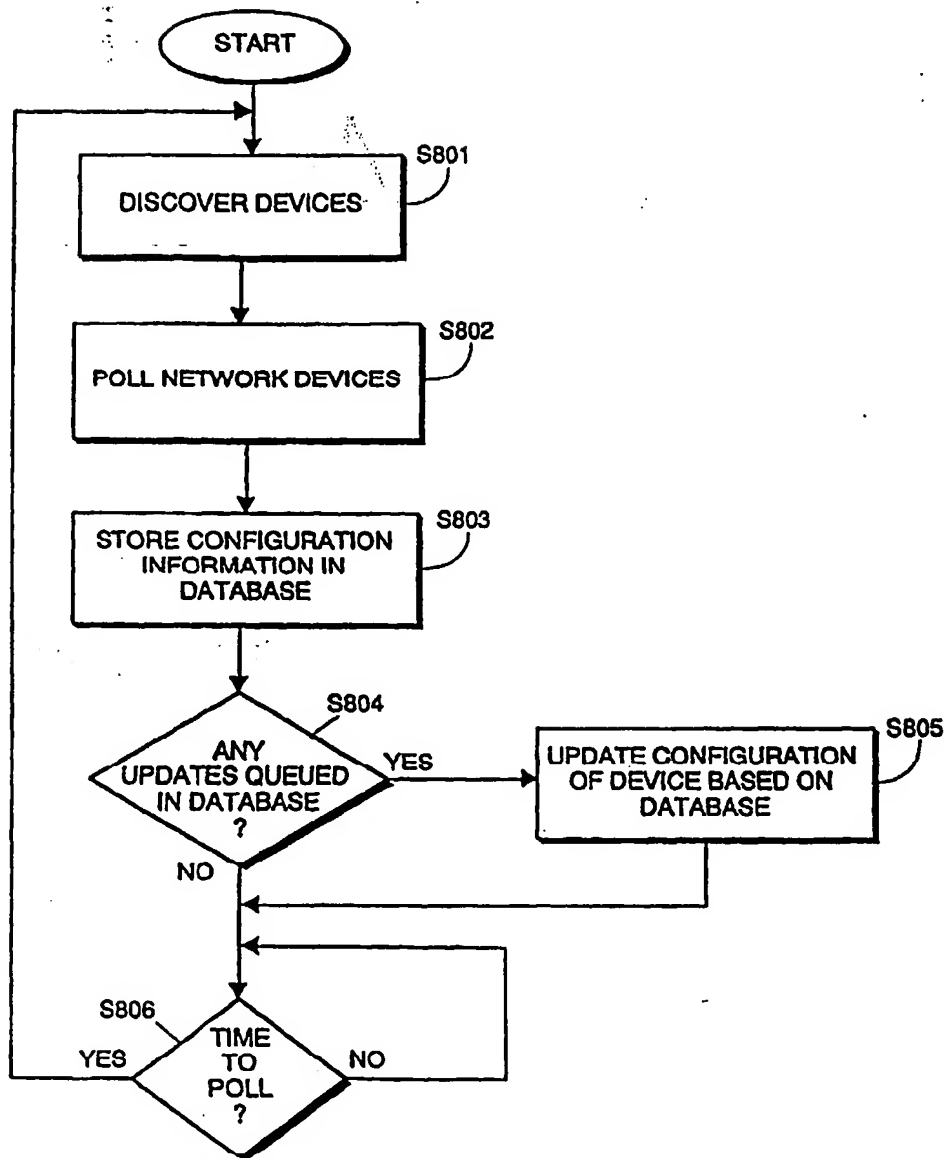 START
S801
DISCOVER DEVICES
S802
POLL NETWORK DEVICES
S803
STORE CONFIGURATION
INFORMATION IN
DATABASE
S804
ANY
UPDATES QUEUED
IN DATABASE
?
YES
NO
S805
UPDATE CONFIGURATION
OF DEVICE BASED ON
DATABASE
S806
TIME
TO
POLL
?
YES
NO